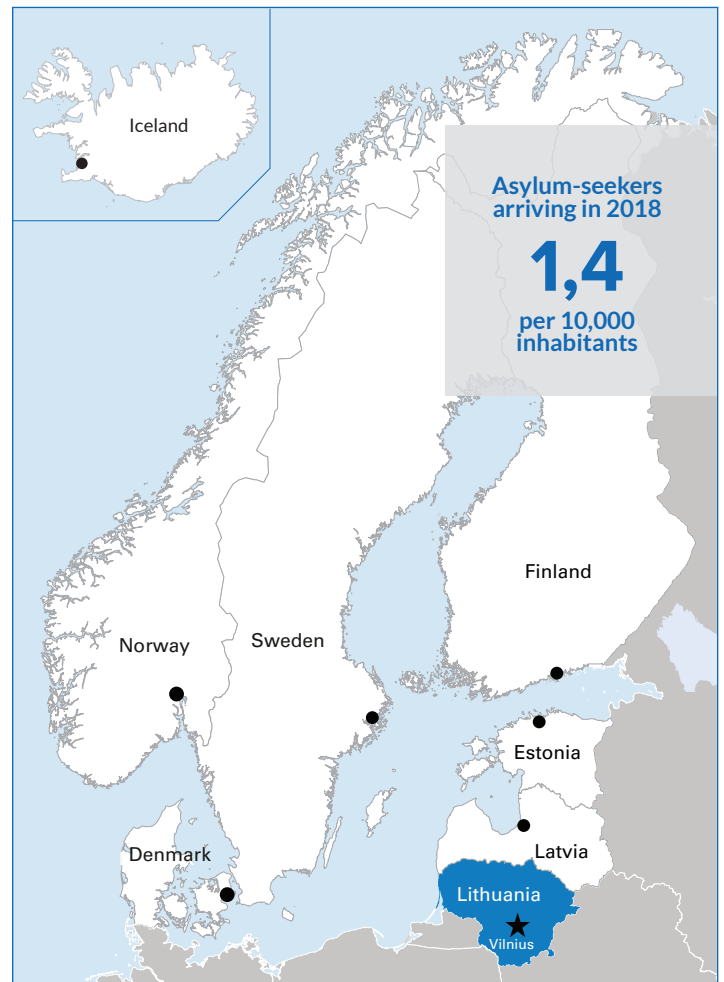 Iceland
Asylum-seekers
arriving in 2018
1,4
per 10,000
inhabitants
Finland
Norway
Sweden
Estonia
Denmark
Latvia
Lithuania
Vilnius